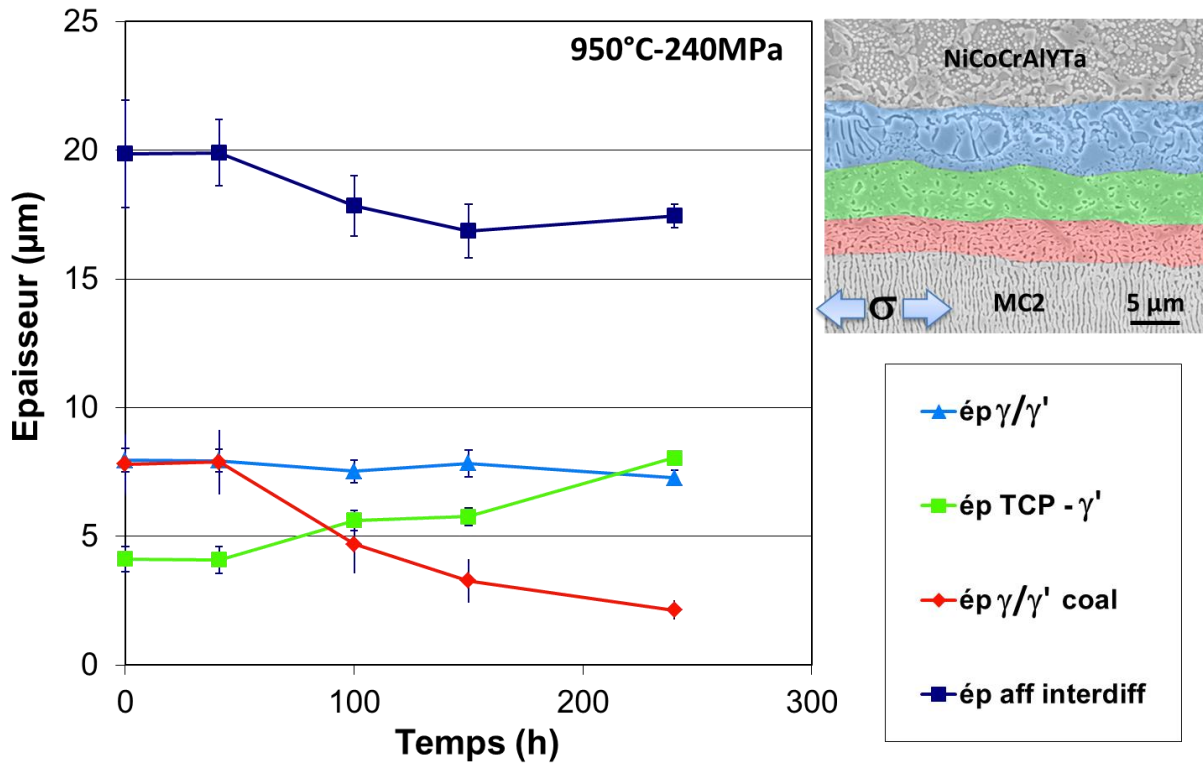 25
20
15
10
5
0
Epaisseur (µm)
950°C-240MPa
0
100
200
300
Temps (h)
NiCoCrAlYTa
σ
MC2
5 µm
ép γ/γ'
ép TCP - γ'
ép γ/γ' coal
ép aff interdiff